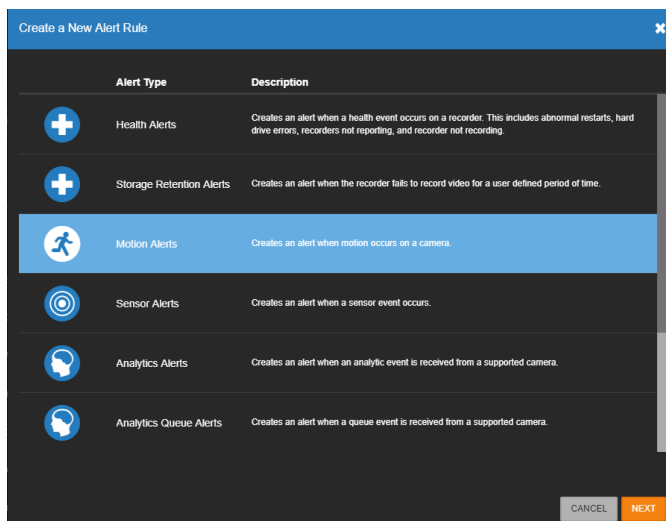 Create a New Alert Rule
Alert Type Description
Health Alerts
Creates an alert when a health event occurs on a recorder. This includes abnormal restarts, hard
drive errors, recorders not reporting, and recorder not recording.
Storage Retention Alerts
Creates an alert when the recorder fails to record video for a user defined period of time.
Motion Alerts
Creates an alert when motion occurs on a camera.
Sensor Alerts
Creates an alert when a sensor event occurs.
Analytics Alerts
Creates an alert when an analytic event is received from a supported camera.
Analytics Queue Alerts
Creates an alert when a queue event is received from a supported camera.
CANCEL NEXT